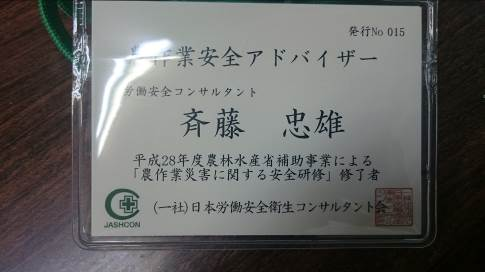 発行No 015
農作業安全アドバイザー
労働安全コンサルタント
斉藤 忠雄
平成28年度農林水産省補助事業による
「農作業災害に関する安全研修」修了者
JASHCON
(一社)日本労働安全衛生コンサルタント会